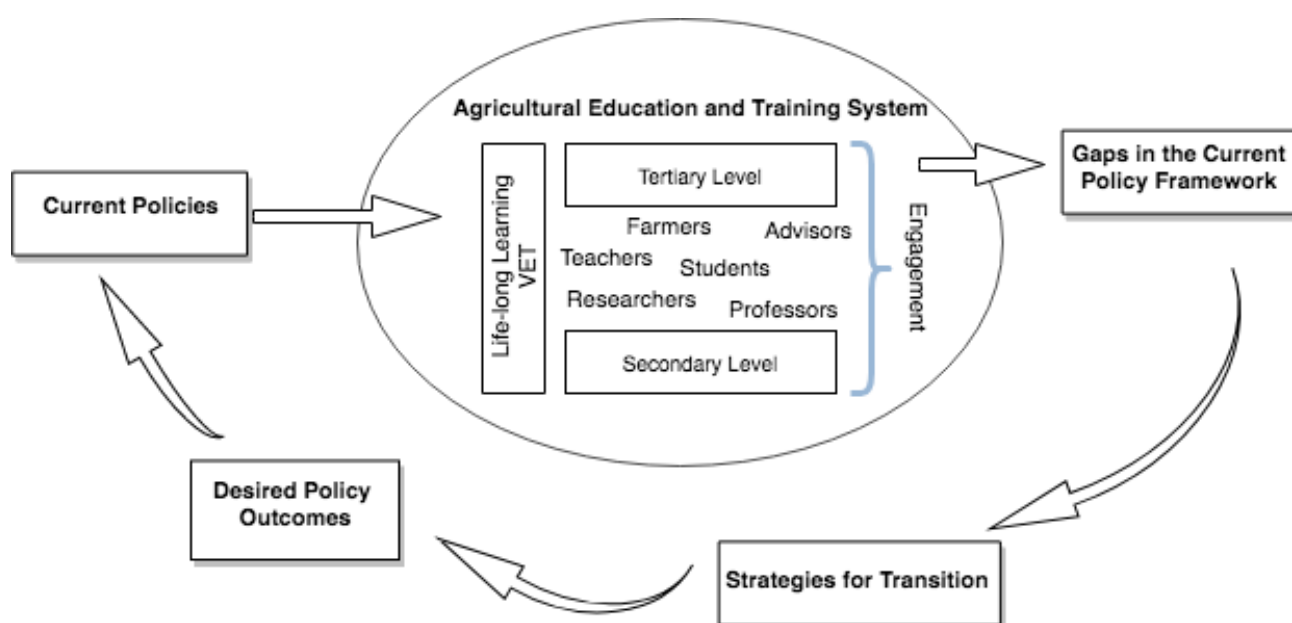 Agricultural Education and Training System
Current Policies
Life-long Learning
VET
Tertiary Level
Farmers
Advisors
Teachers
Students
Researchers
Professors
Secondary Level
Engagement
Gaps in the Current
Policy Framework
Strategies for Transition
Desired Policy
Outcomes